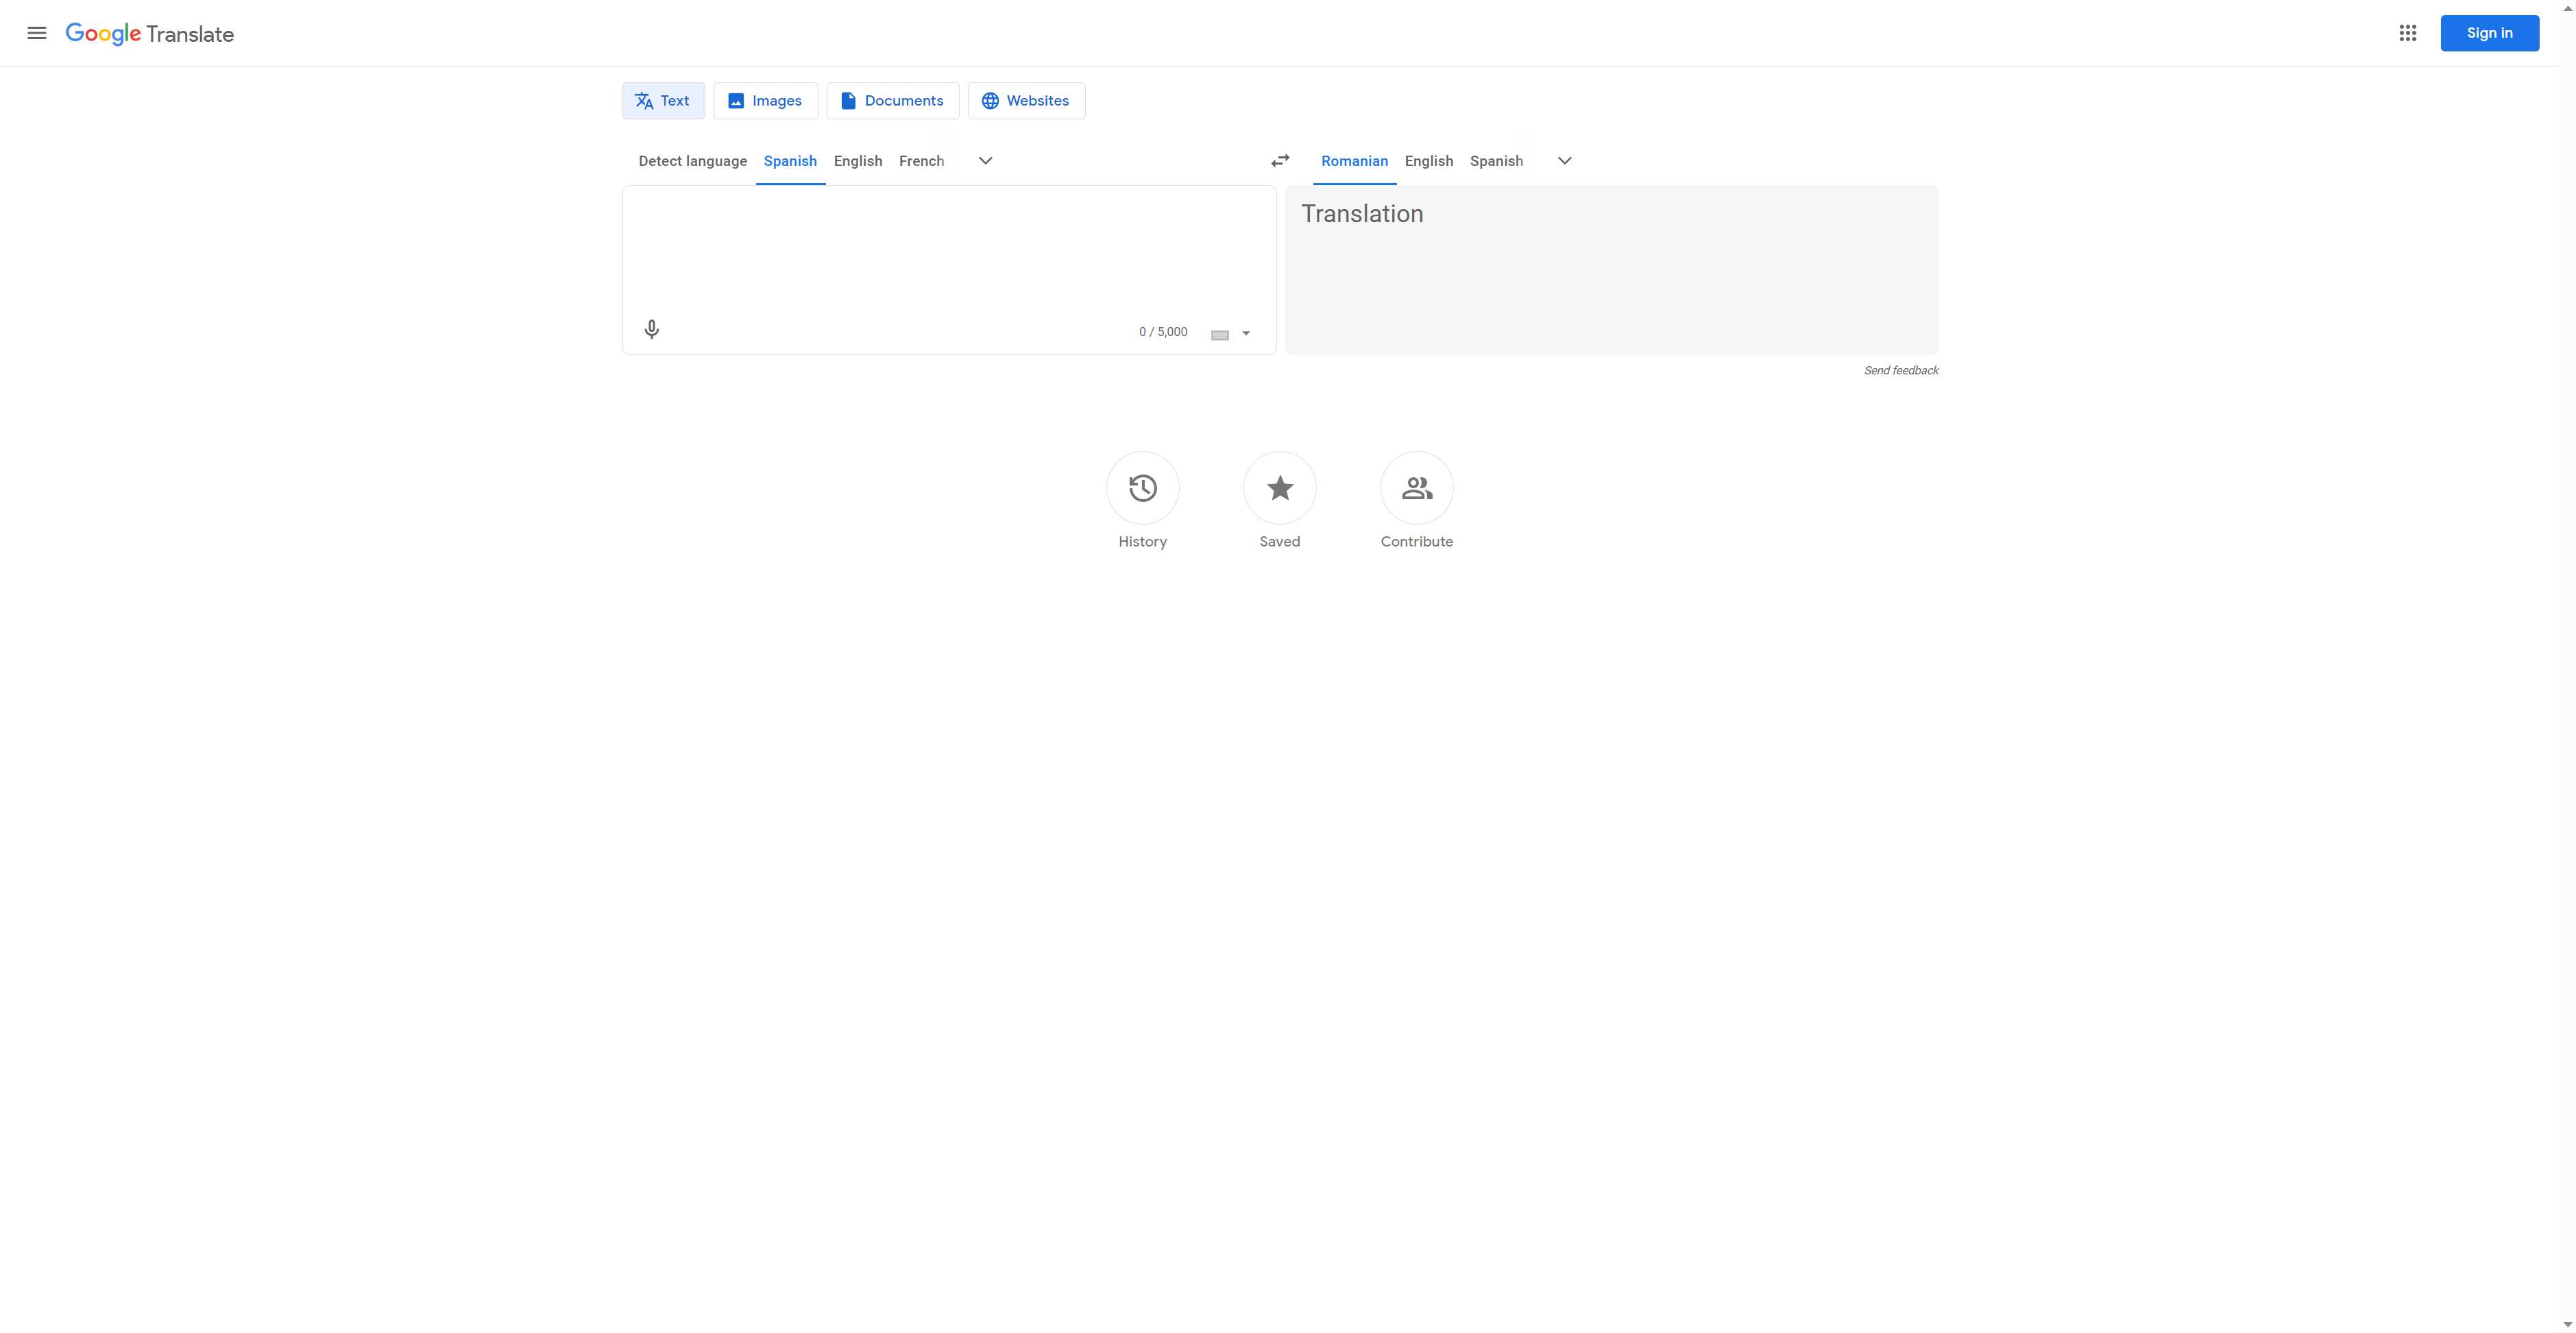 Google Translate
Sign in
Text Images Documents Websites
Detect language Spanish English French
Romanian English Spanish
Translation
0 / 5,000
Send feedback
History Saved Contribute